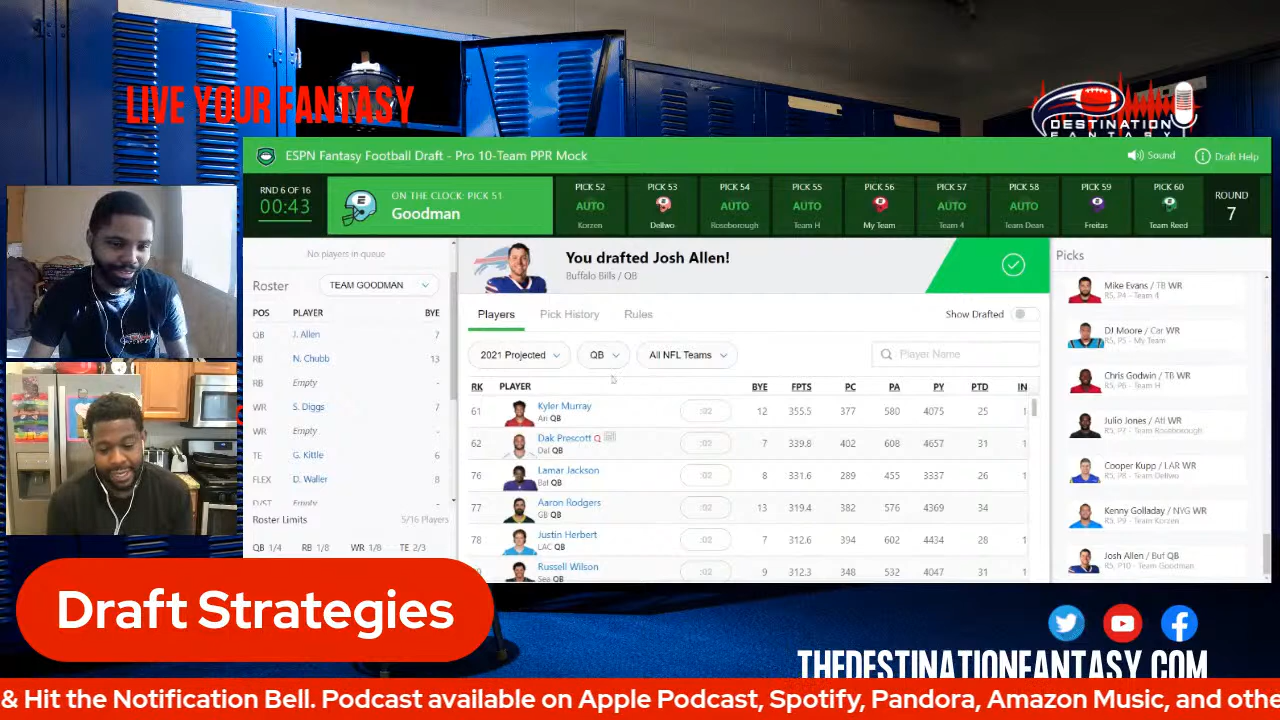 LIVE YOUR FANTASY
DESTINATION
FANTASY
ESPN Fantasy Football Draft - Pro 10-Team PPR Mock
Sound
Draft Help
RND 6 OF 16
00:43
ON THE CLOCK: PICK 51
Goodman
PICK 52
AUTO
Korzen
PICK 53
Dellwo
PICK 54
AUTO
Roseborough
PICK 55
AUTO
Team H
PICK 56
My Team
PICK 57
AUTO
Team 4
PICK 58
AUTO
Team Dean
PICK 59
Freitas
PICK 60
Team Reed
ROUND
7
No players in queue
Roster
TEAM GOODMAN
POS PLAYER BYE
QB J. Allen 7
RB N. Chubb 13
RB Empty -
WR S. Diggs 7
WR Empty -
TE G. Kittle 6
FLEX D. Waller 8
D/ST Empty
Roster Limits 5/16 Players
QB 1/4 RB 1/8 WR 1/8 TE 2/3
You drafted Josh Allen!
Buffalo Bills / QB
Players Pick History Rules
Show Drafted
2021 Projected QB All NFL Teams
Player Name
RK PLAYER BYE FPTS PC PA PY PTD IN
61 Kyler Murray :02 12 355.5 377 580 4075 25 1
Ari QB
62 Dak Prescott Q :02 7 339.8 402 608 4657 31 1
Dal QB
76 Lamar Jackson :02 8 331.6 289 455 3337 26 1
Bal QB
77 Aaron Rodgers :02 13 319.4 382 576 4369 34
GB QB
78 Justin Herbert :02 7 312.6 394 602 4434 28 1
LAC QB
Russell Wilson :02 9 312.3 348 532 4047 31
Sea QB
Picks
Mike Evans / TB WR
R5, P4 - Team 4
DJ Moore / Car WR
R5, P5 - My Team
Chris Godwin / TB WR
R5, P6 - Team H
Julio Jones / Atl WR
R5, P7 - Team Roseborough
Cooper Kupp / LAR WR
R5, P8 - Team Dellwo
Kenny Golladay / NYG WR
R5, P9 - Team Korzen
Josh Allen / Buf QB
R5, P10 - Team Goodman
Draft Strategies
THEDESTINATIONFANTASY.COM
& Hit the Notification Bell. Podcast available on Apple Podcast, Spotify, Pandora, Amazon Music, and othe